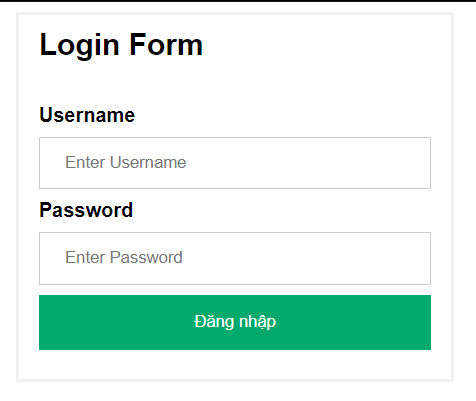 Login Form
Username
Enter Username
Password
Enter Password
Đăng nhập